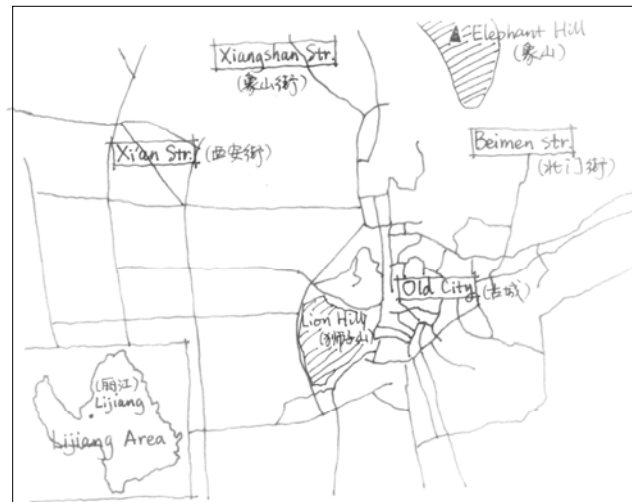 Elephant Hill
(象山)
Xiangshan Str.
(象山街)
Beimen str.
(北门街)
Xi'an Str.
(西安街)
Old City
(古城)
Lion Hill
(狮子山)
(丽江)
Lijiang
Lijiang Area